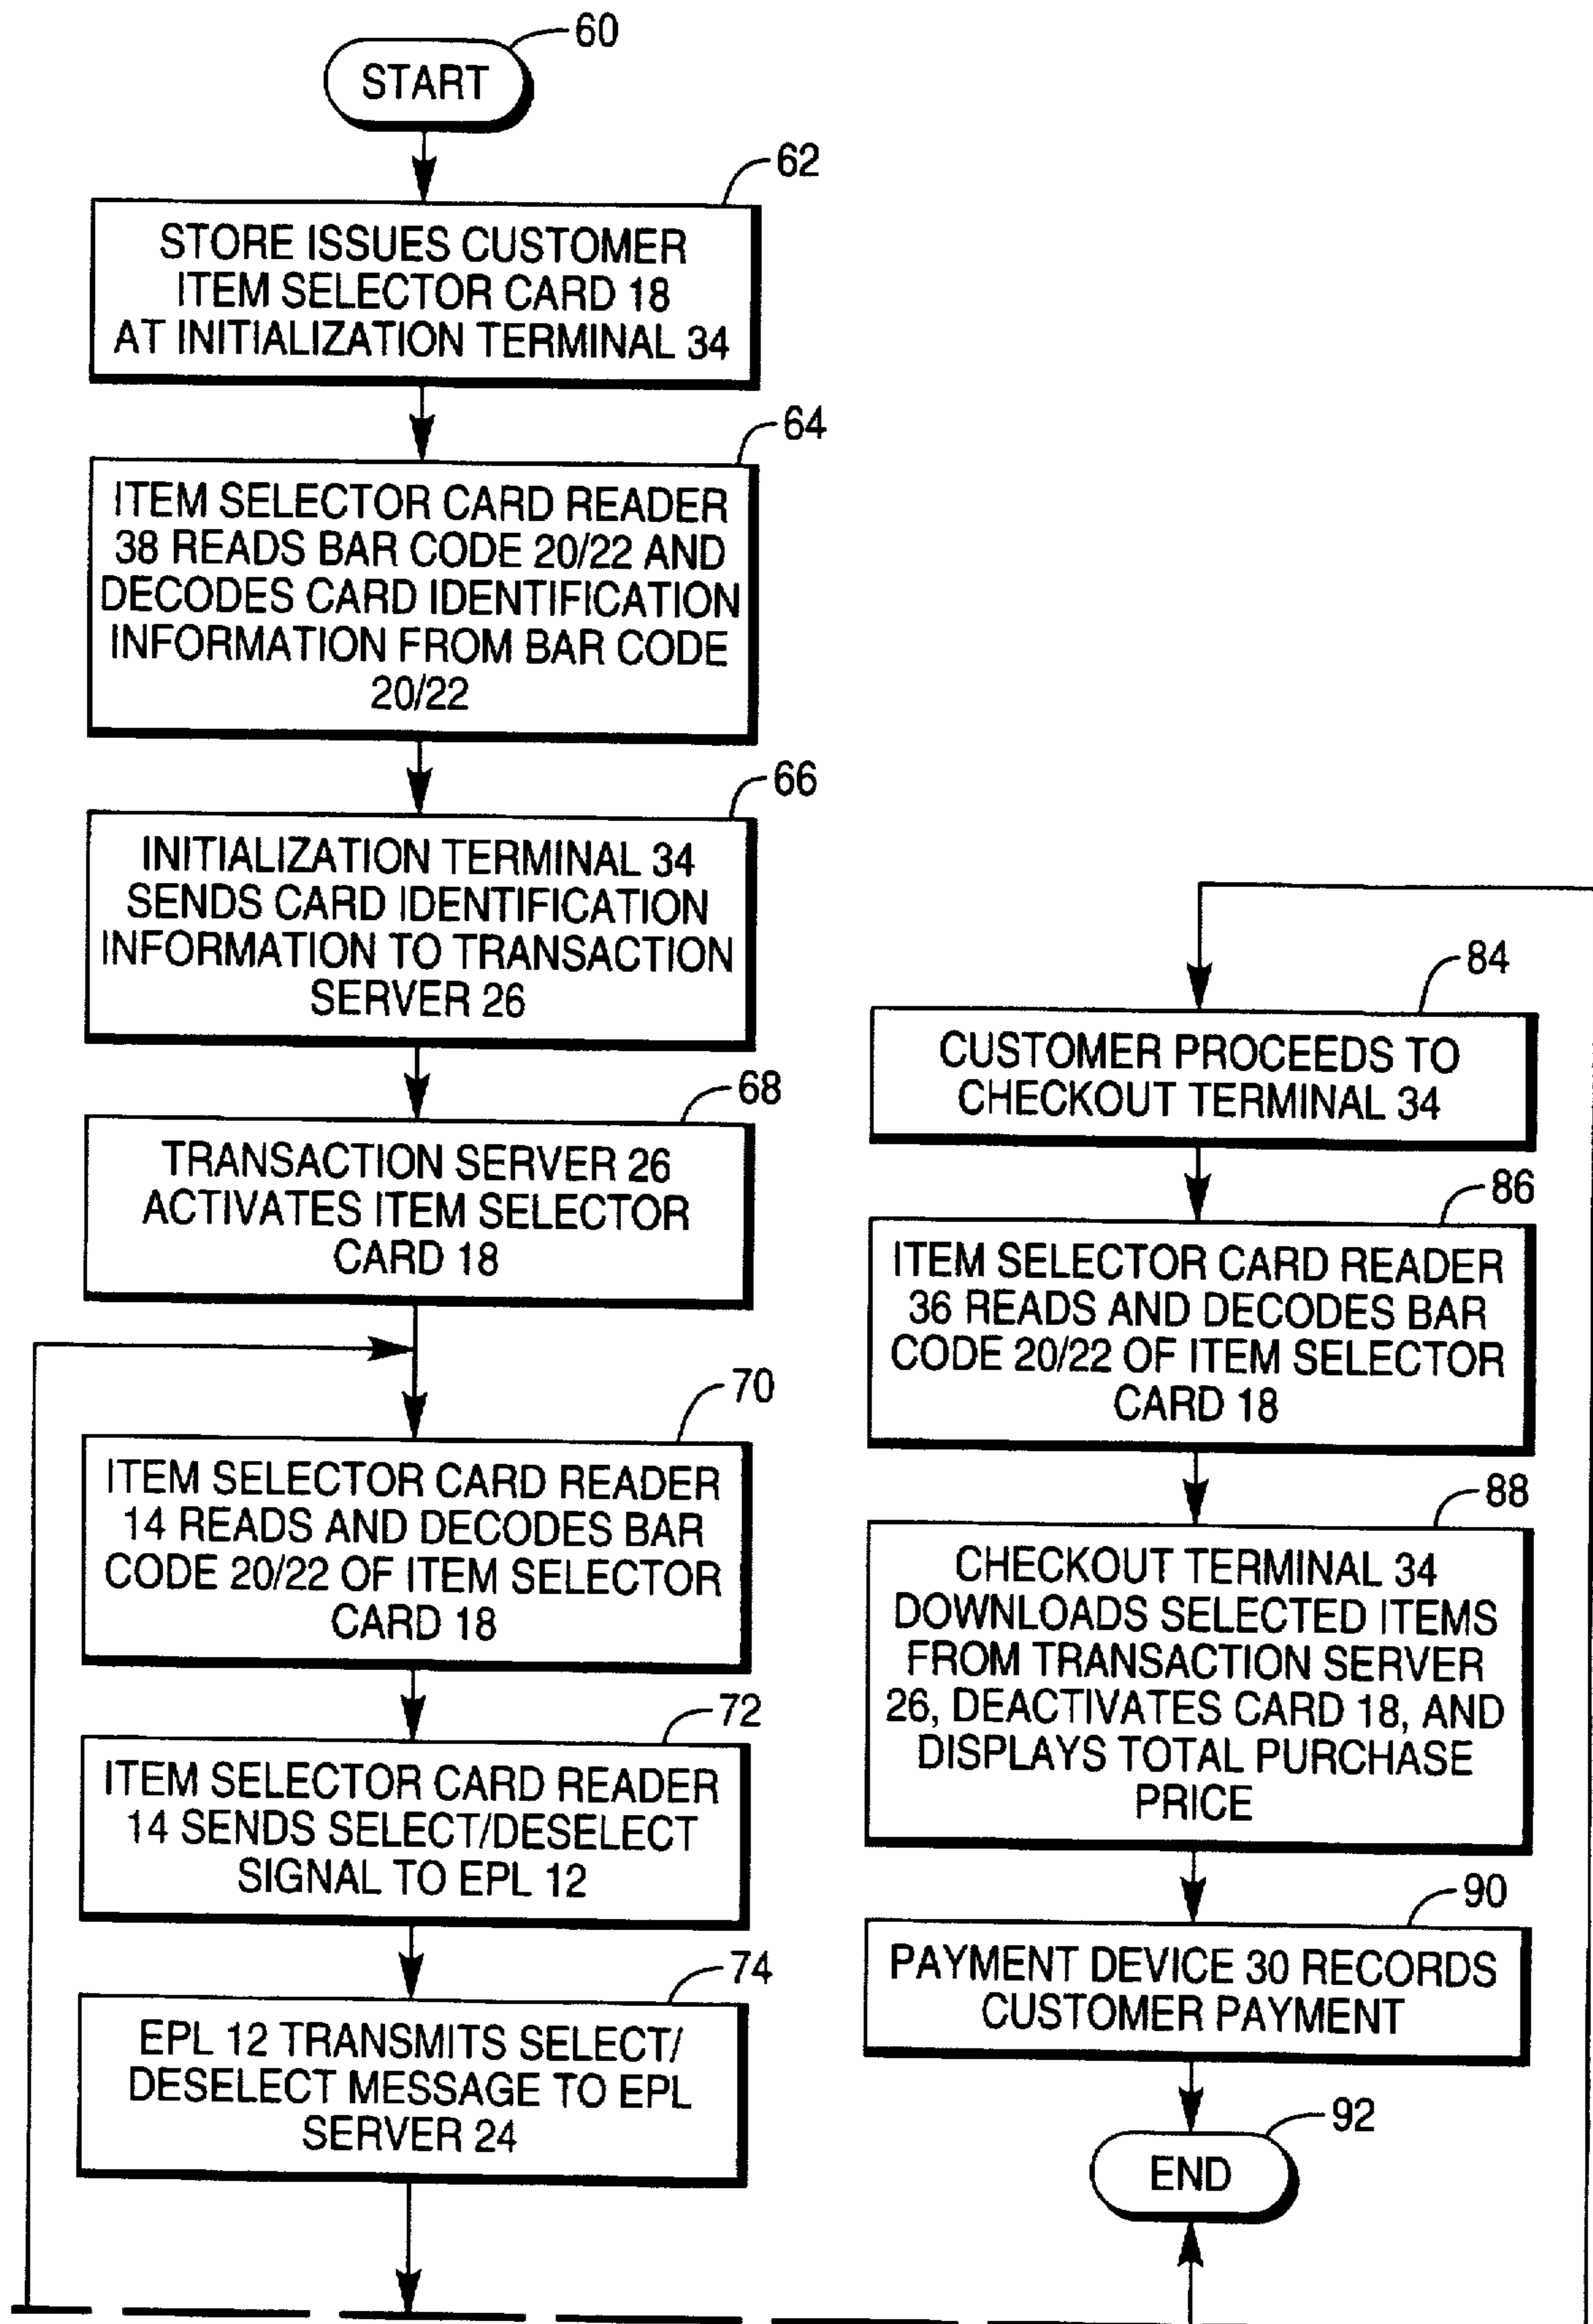 60
START
62
STORE ISSUES CUSTOMER
ITEM SELECTOR CARD 18
AT INITIALIZATION TERMINAL 34
64
ITEM SELECTOR CARD READER
38 READS BAR CODE 20/22 AND
DECODES CARD IDENTIFICATION
INFORMATION FROM BAR CODE
20/22
66
INITIALIZATION TERMINAL 34
SENDS CARD IDENTIFICATION
INFORMATION TO TRANSACTION
SERVER 26
68
TRANSACTION SERVER 26
ACTIVATES ITEM SELECTOR
CARD 18
70
ITEM SELECTOR CARD READER
14 READS AND DECODES BAR
CODE 20/22 OF ITEM SELECTOR
CARD 18
72
ITEM SELECTOR CARD READER
14 SENDS SELECT/DESELECT
SIGNAL TO EPL 12
74
EPL 12 TRANSMITS SELECT/
DESELECT MESSAGE TO EPL
SERVER 24
84
CUSTOMER PROCEEDS TO
CHECKOUT TERMINAL 34
86
ITEM SELECTOR CARD READER
36 READS AND DECODES BAR
CODE 20/22 OF ITEM SELECTOR
CARD 18
88
CHECKOUT TERMINAL 34
DOWNLOADS SELECTED ITEMS
FROM TRANSACTION SERVER
26, DEACTIVATES CARD 18, AND
DISPLAYS TOTAL PURCHASE
PRICE
90
PAYMENT DEVICE 30 RECORDS
CUSTOMER PAYMENT
92
END